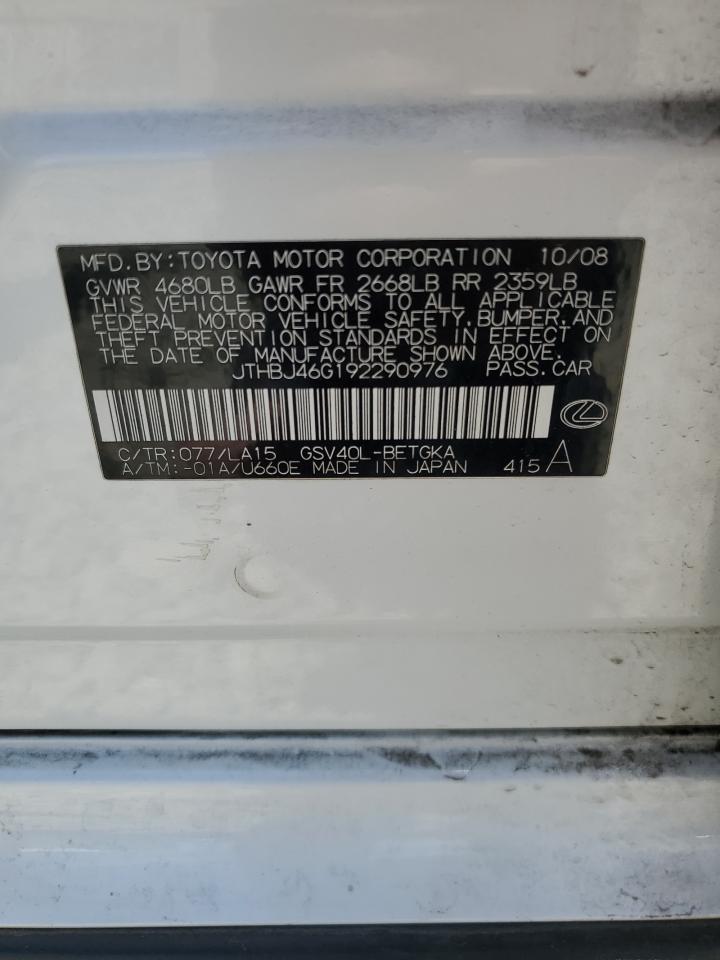 MFD. BY: TOYOTA MOTOR CORPORATION 10/08
GVWR 4680LB GAWR FR 2668LB RR 2359LB
THIS VEHICLE CONFORMS TO ALL APPLICABLE
FEDERAL MOTOR VEHICLE SAFETY, BUMPER, AND
THEFT PREVENTION STANDARDS IN EFFECT ON
THE DATE OF MANUFACTURE SHOWN ABOVE.
JTHBJ46G192290976 PASS. CAR
C/TR: 077/LA15 GSV40L-BETGKA
A/TM: -01A/U660E MADE IN JAPAN 415 A